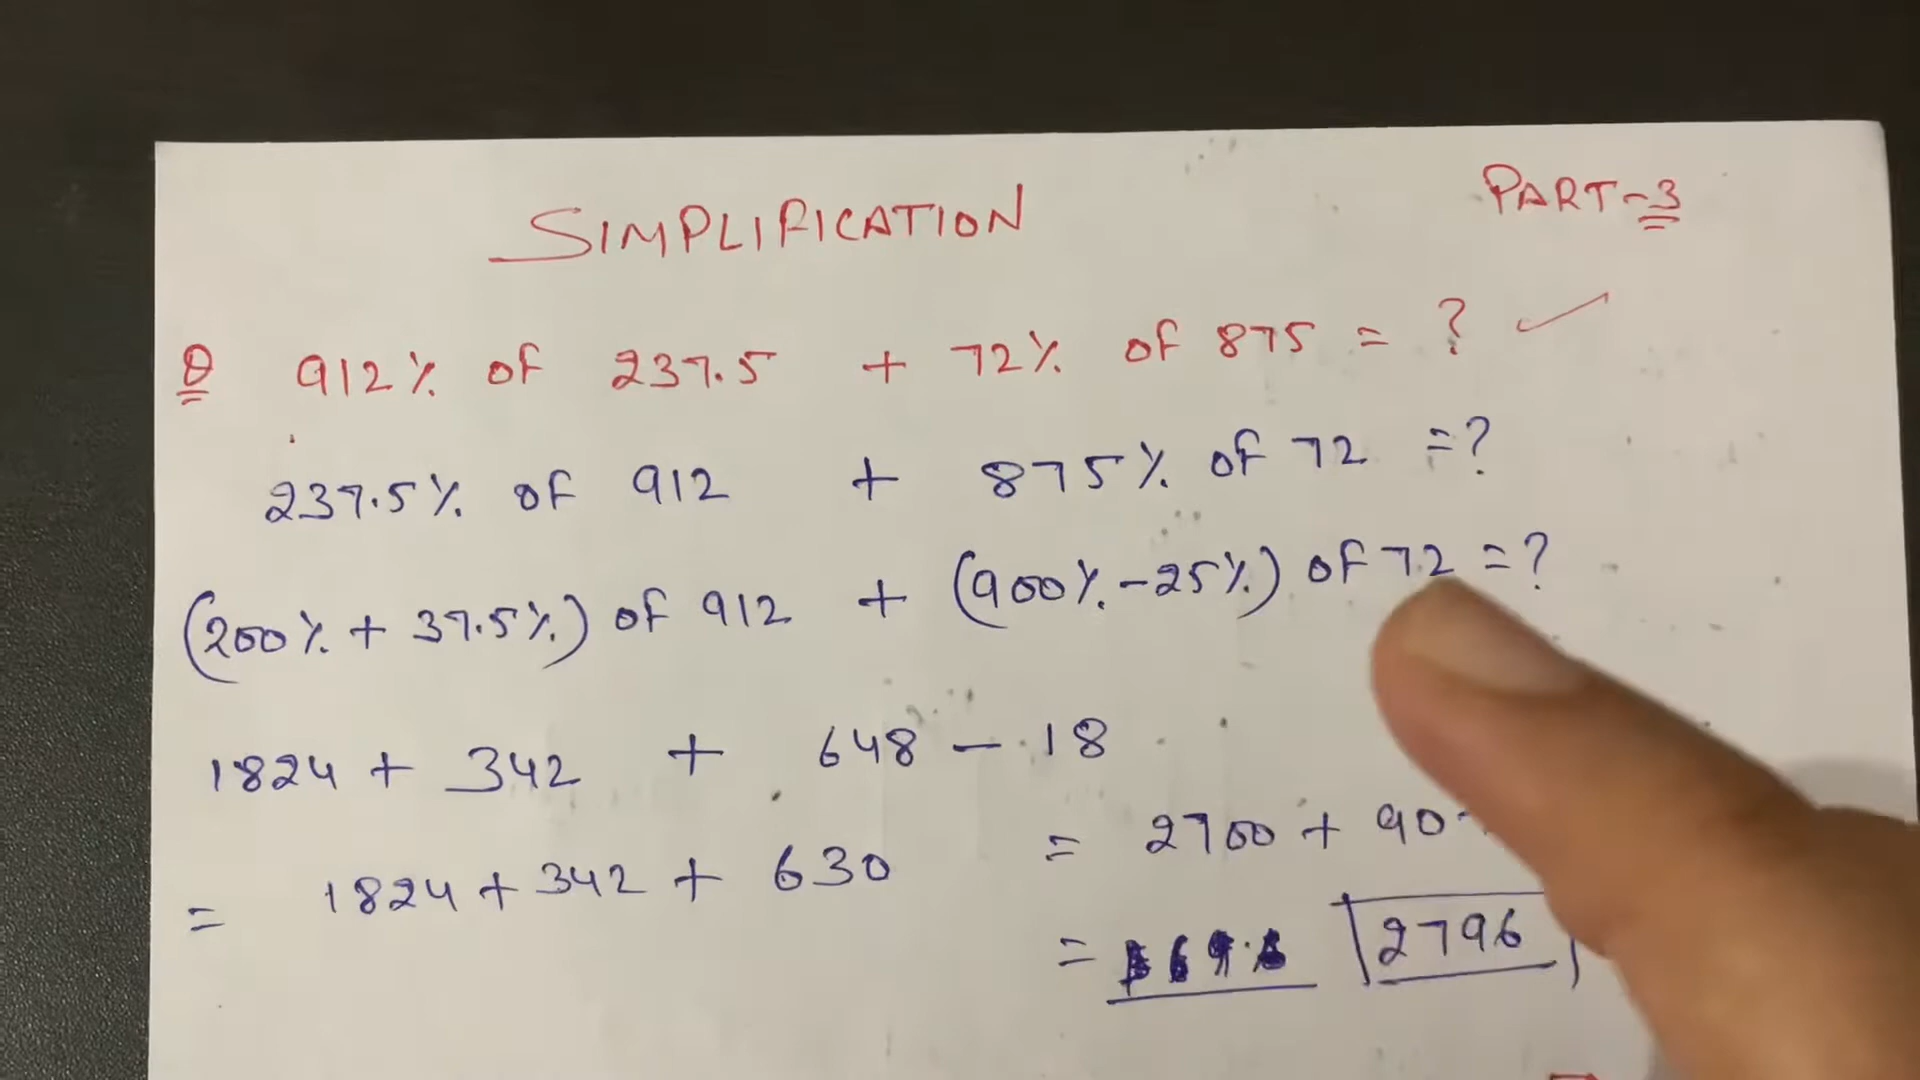 SIMPLIFICATION
PART-3
Q 912% of 237.5 + 72% of 875 = ?
237.5% of 912 + 875% of 72 = ?
(200% + 37.5%) of 912 + (900% - 25%) of 72 = ?
1824 + 342 + 648 - 18
= 1824 + 342 + 630
= 2700 + 90
= 2796